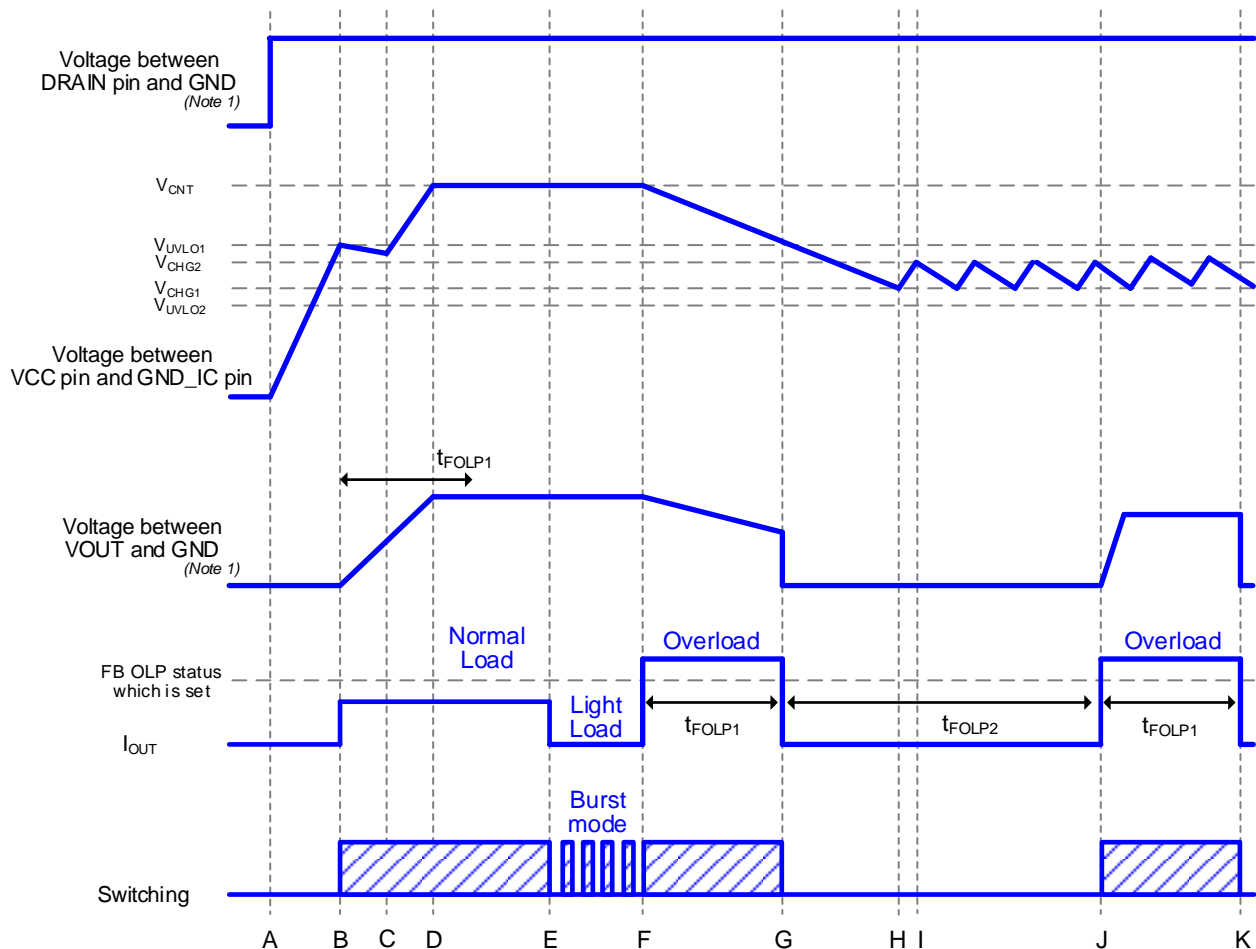 Voltage between
DRAIN pin and GND
(Note 1)
VCNT
VUVLO1
VCHG2
VCHG1
VUVLO2
Voltage between
VCC pin and GND_IC pin
tFOLP1
Voltage between
VOUT and GND
(Note 1)
Normal
Load
Overload
Overload
FB OLP status
which is set
Light
Load
tFOLP1
tFOLP2
tFOLP1
IOUT
Burst
mode
Switching
A B C D E F G H I J K